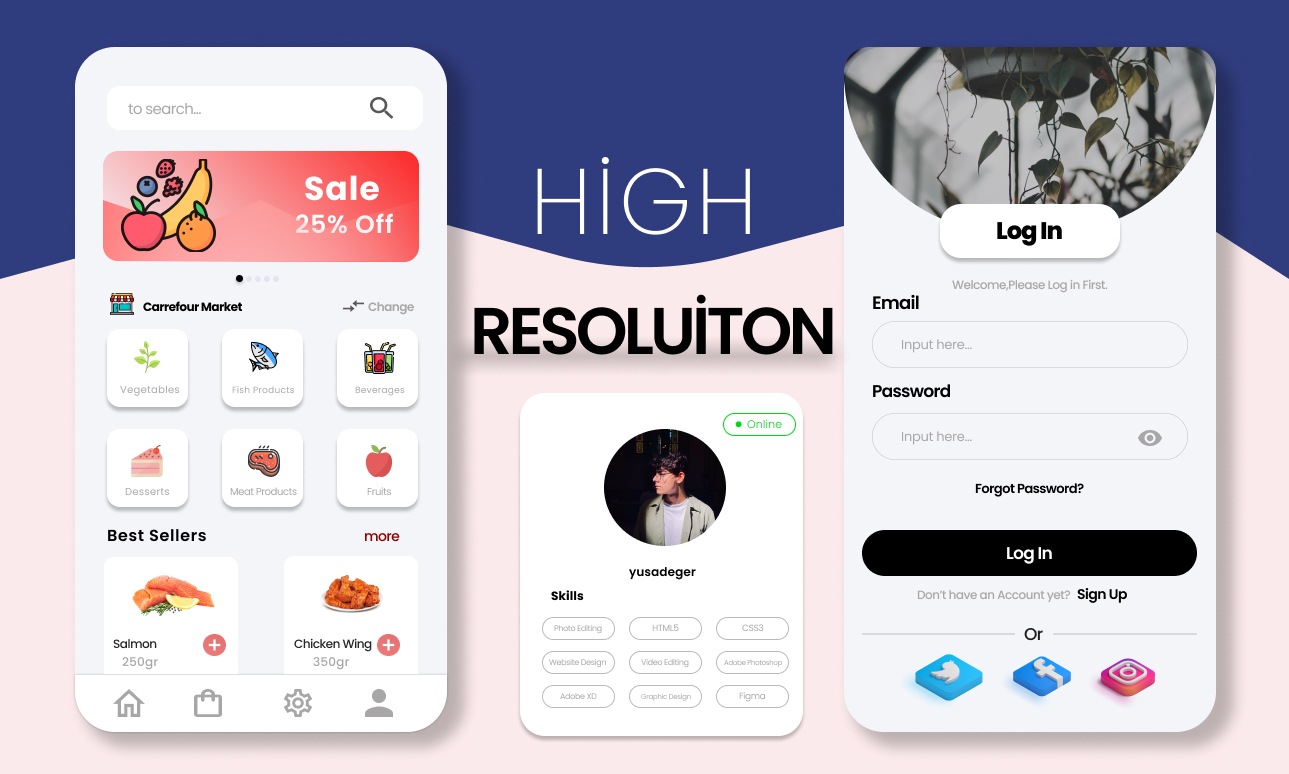 to search...
Sale
25% Off
Carrefour Market
Change
Vegetables
Fish Products
Beverages
Desserts
Meat Products
Fruits
Best Sellers
more
Salmon
250gr
Chicken Wing
350gr
HİGH
RESOLUİTON
Online
yusadeger
Skills
Photo Editing
HTML5
CSS3
Website Design
Video Editing
Adobe Photoshop
Adobe XD
Graphic Design
Figma
Log In
Welcome,Please Log in First.
Email
Input here...
Password
Input here...
Forgot Password?
Log In
Don't have an Account yet? Sign Up
Or